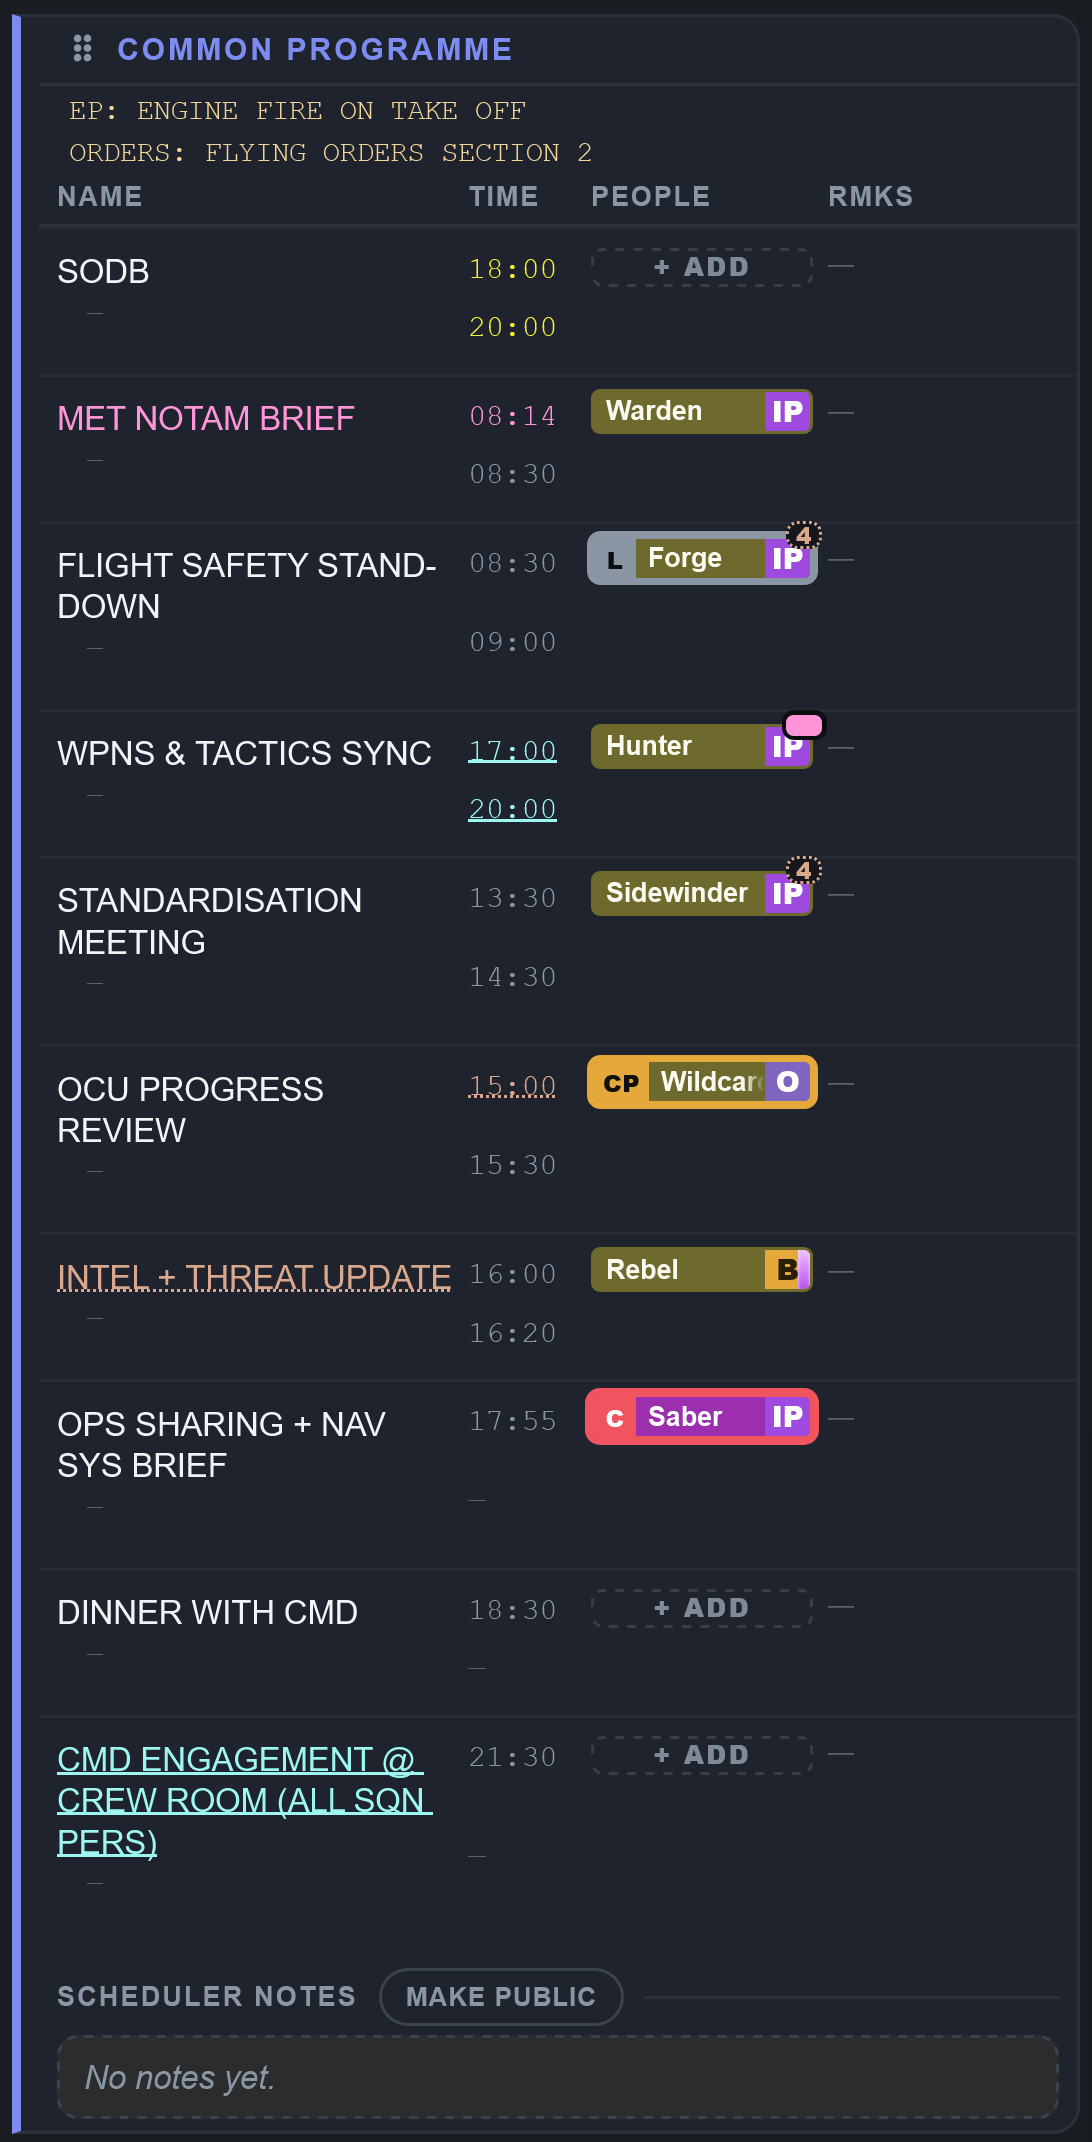 COMMON PROGRAMME
EP: ENGINE FIRE ON TAKE OFF
ORDERS: FLYING ORDERS SECTION 2
NAME TIME PEOPLE RMKS
SODB 18:00 + ADD —
—
20:00
MET NOTAM BRIEF 08:14 Warden IP —
—
08:30
4
FLIGHT SAFETY STAND- 08:30 L Forge IP —
DOWN
09:00
—
WPNS & TACTICS SYNC 17:00 Hunter IP —
—
20:00
4
STANDARDISATION 13:30 Sidewinder IP —
MEETING
14:30
—
OCU PROGRESS 15:00 CP Wildcar O —
REVIEW
15:30
—
INTEL + THREAT UPDATE 16:00 Rebel B —
—
16:20
OPS SHARING + NAV 17:55 C Saber IP —
SYS BRIEF
—
—
DINNER WITH CMD 18:30 + ADD —
—
—
CMD ENGAGEMENT @ 21:30 + ADD —
CREW ROOM (ALL SQN
PERS)
—
—
SCHEDULER NOTES MAKE PUBLIC
No notes yet.